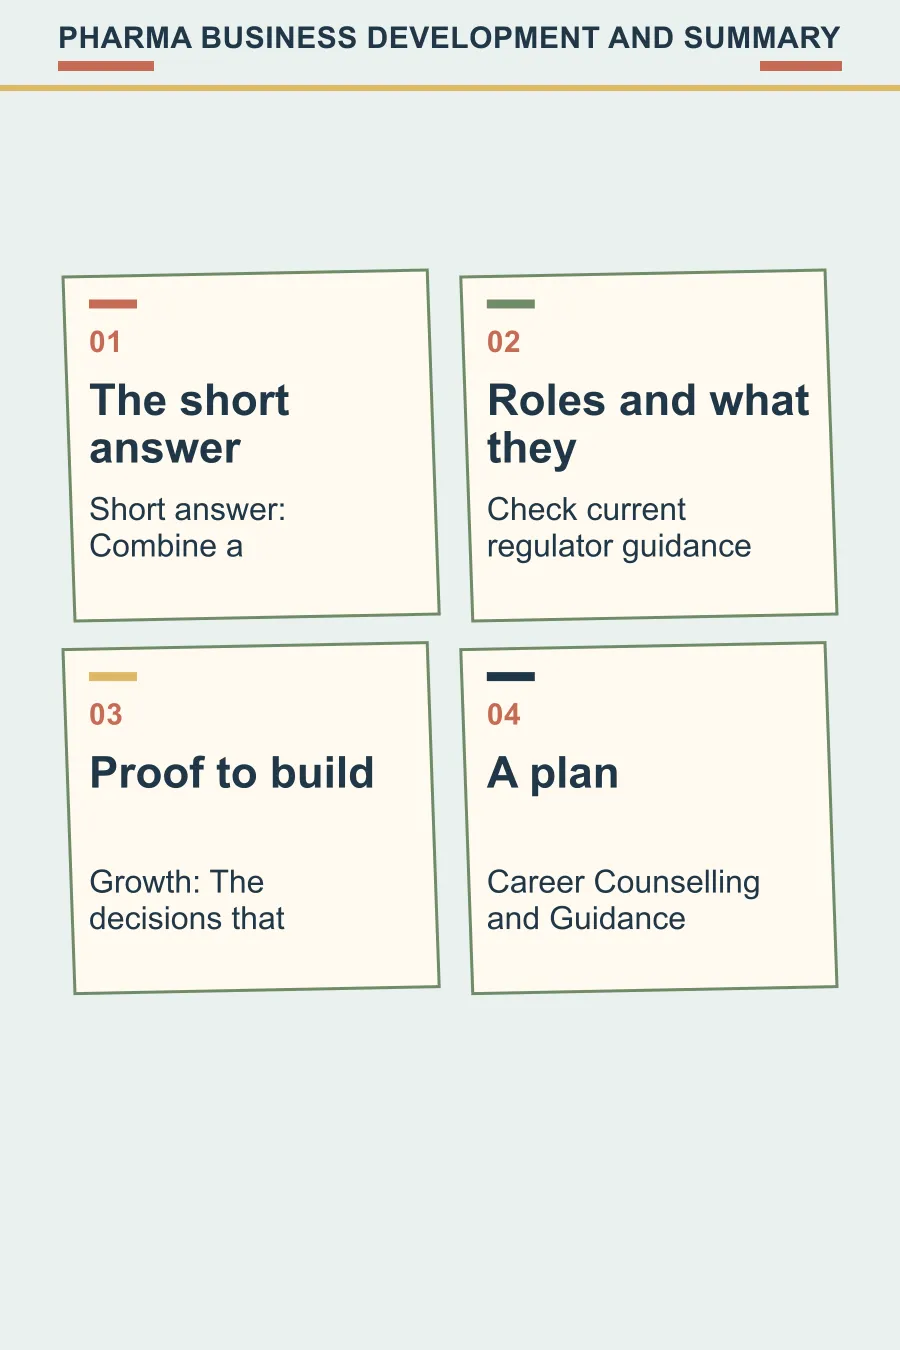 PHARMA BUSINESS DEVELOPMENT AND SUMMARY
01
The short
answer
Short answer:
Combine a
02
Roles and what
they
Check current
regulator guidance
03
Proof to build
Growth: The
decisions that
04
A plan
Career Counselling
and Guidance